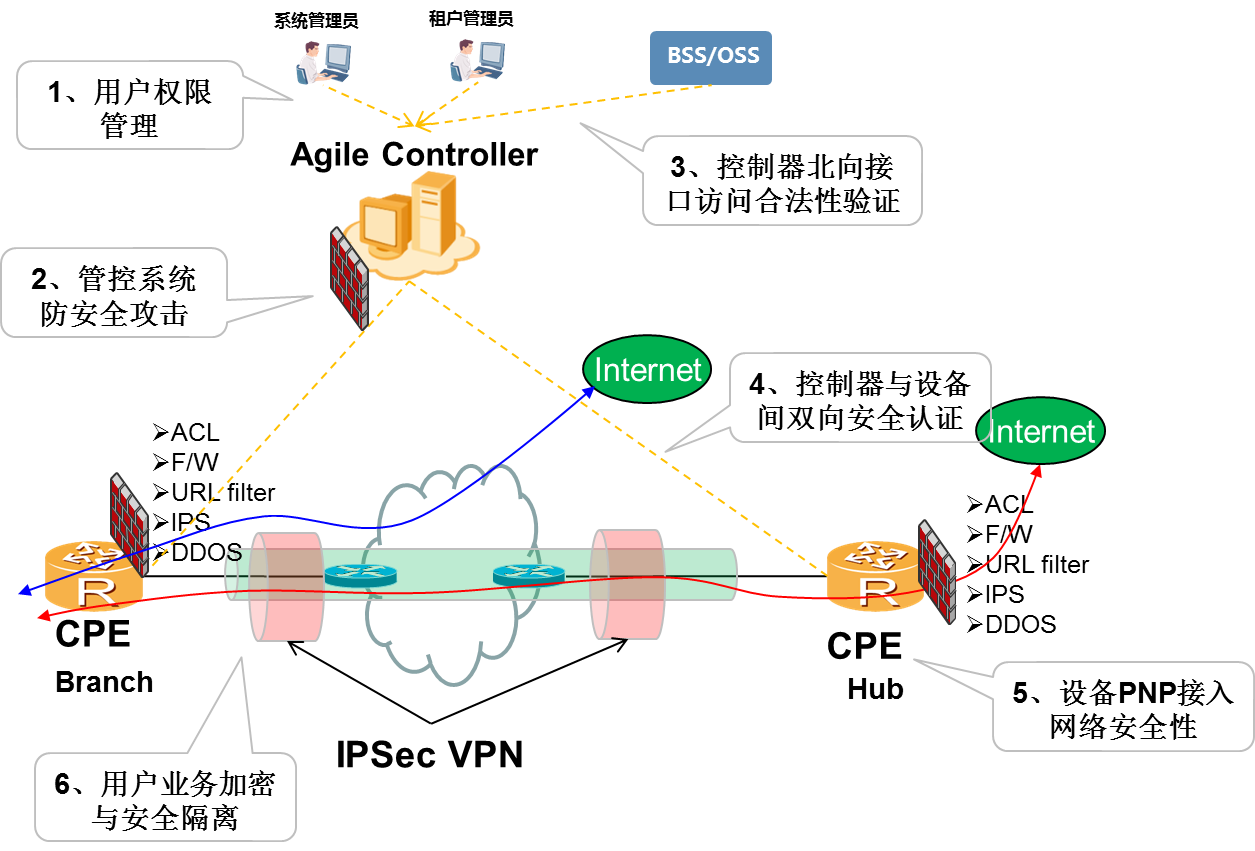 系统管理员
租户管理员
BSS/OSS
1、用户权限
管理
Agile Controller
3、控制器北向接
口访问合法性验证
2、管控系统
防安全攻击
Internet
4、控制器与设备
间双向安全认证
Internet
➢ACL
➢F/W
➢URL filter
➢IPS
➢DDOS
➢ACL
➢F/W
➢URL filter
➢IPS
➢DDOS
R
CPE
Branch
R
CPE
Hub
5、设备PNP接入
网络安全性
IPSec VPN
6、用户业务加密
与安全隔离